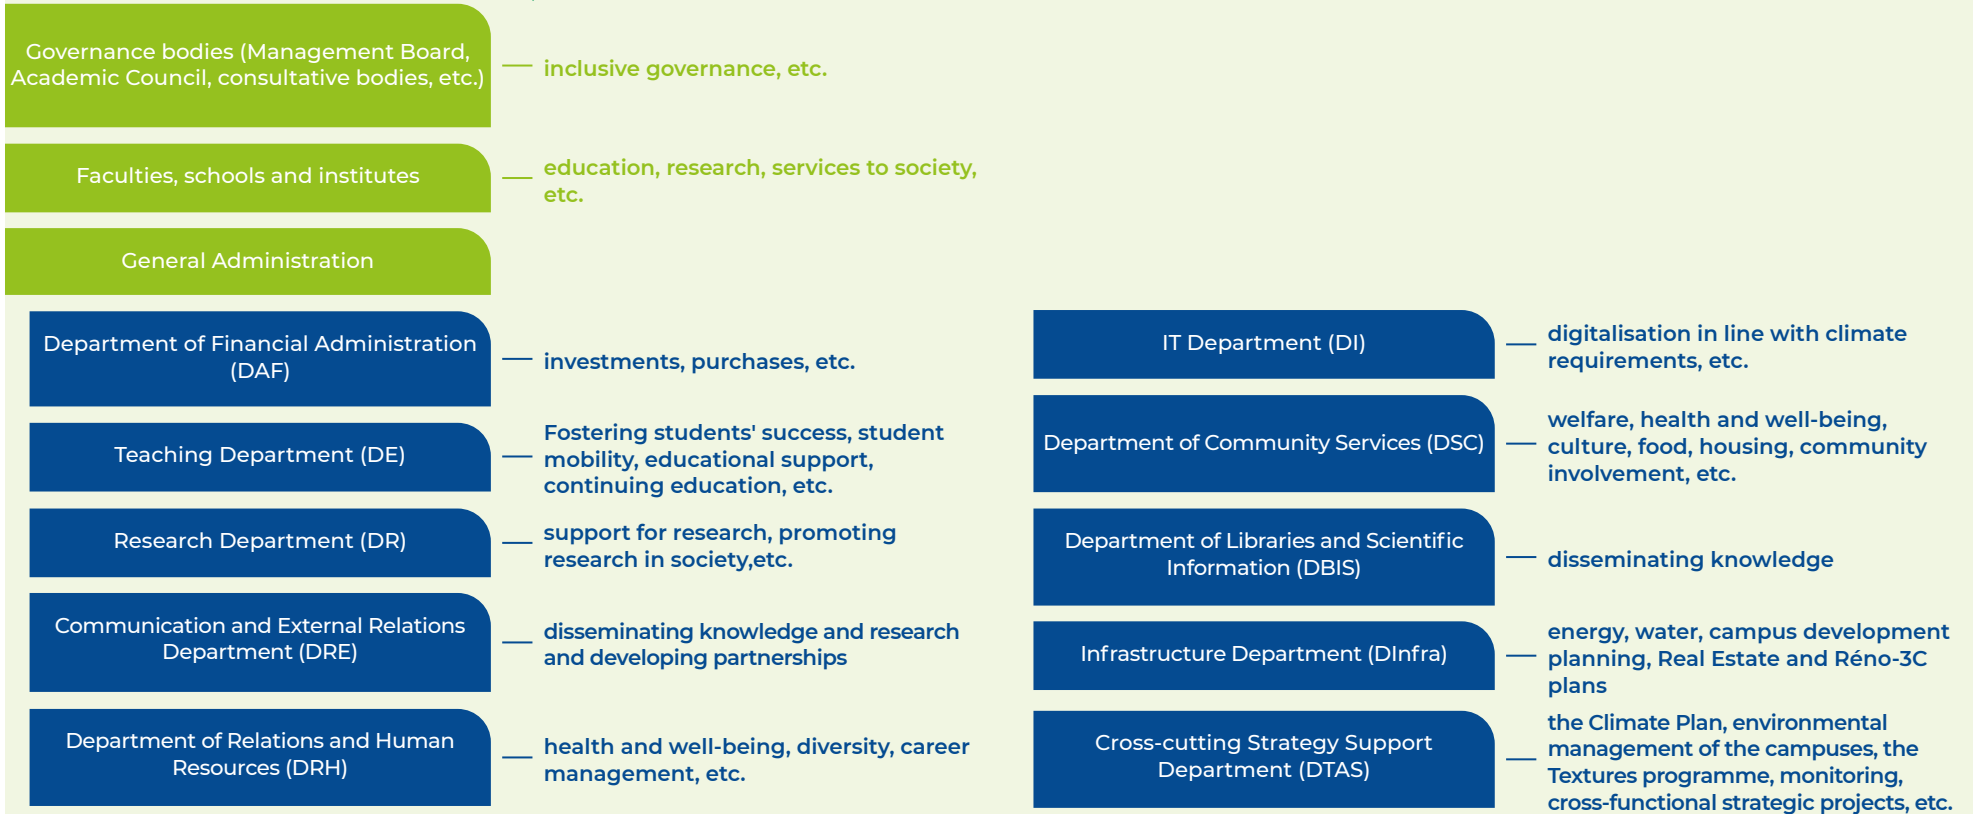 Governance bodies (Management Board,
Academic Council, consultative bodies, etc.)
inclusive governance, etc.
Faculties, schools and institutes
education, research, services to society,
etc.
General Administration
Department of Financial Administration
(DAF)
investments, purchases, etc.
Teaching Department (DE)
Fostering students' success, student
mobility, educational support,
continuing education, etc.
Research Department (DR)
support for research, promoting
research in society,etc.
Communication and External Relations
Department (DRE)
disseminating knowledge and research
and developing partnerships
Department of Relations and Human
Resources (DRH)
health and well-being, diversity, career
management, etc.
IT Department (DI)
digitalisation in line with climate
requirements, etc.
Department of Community Services (DSC)
welfare, health and well-being,
culture, food, housing, community
involvement, etc.
Department of Libraries and Scientific
Information (DBIS)
disseminating knowledge
Infrastructure Department (DInfra)
energy, water, campus development
planning, Real Estate and Réno-3C
plans
Cross-cutting Strategy Support
Department (DTAS)
the Climate Plan, environmental
management of the campuses, the
Textures programme, monitoring,
cross-functional strategic projects, etc.